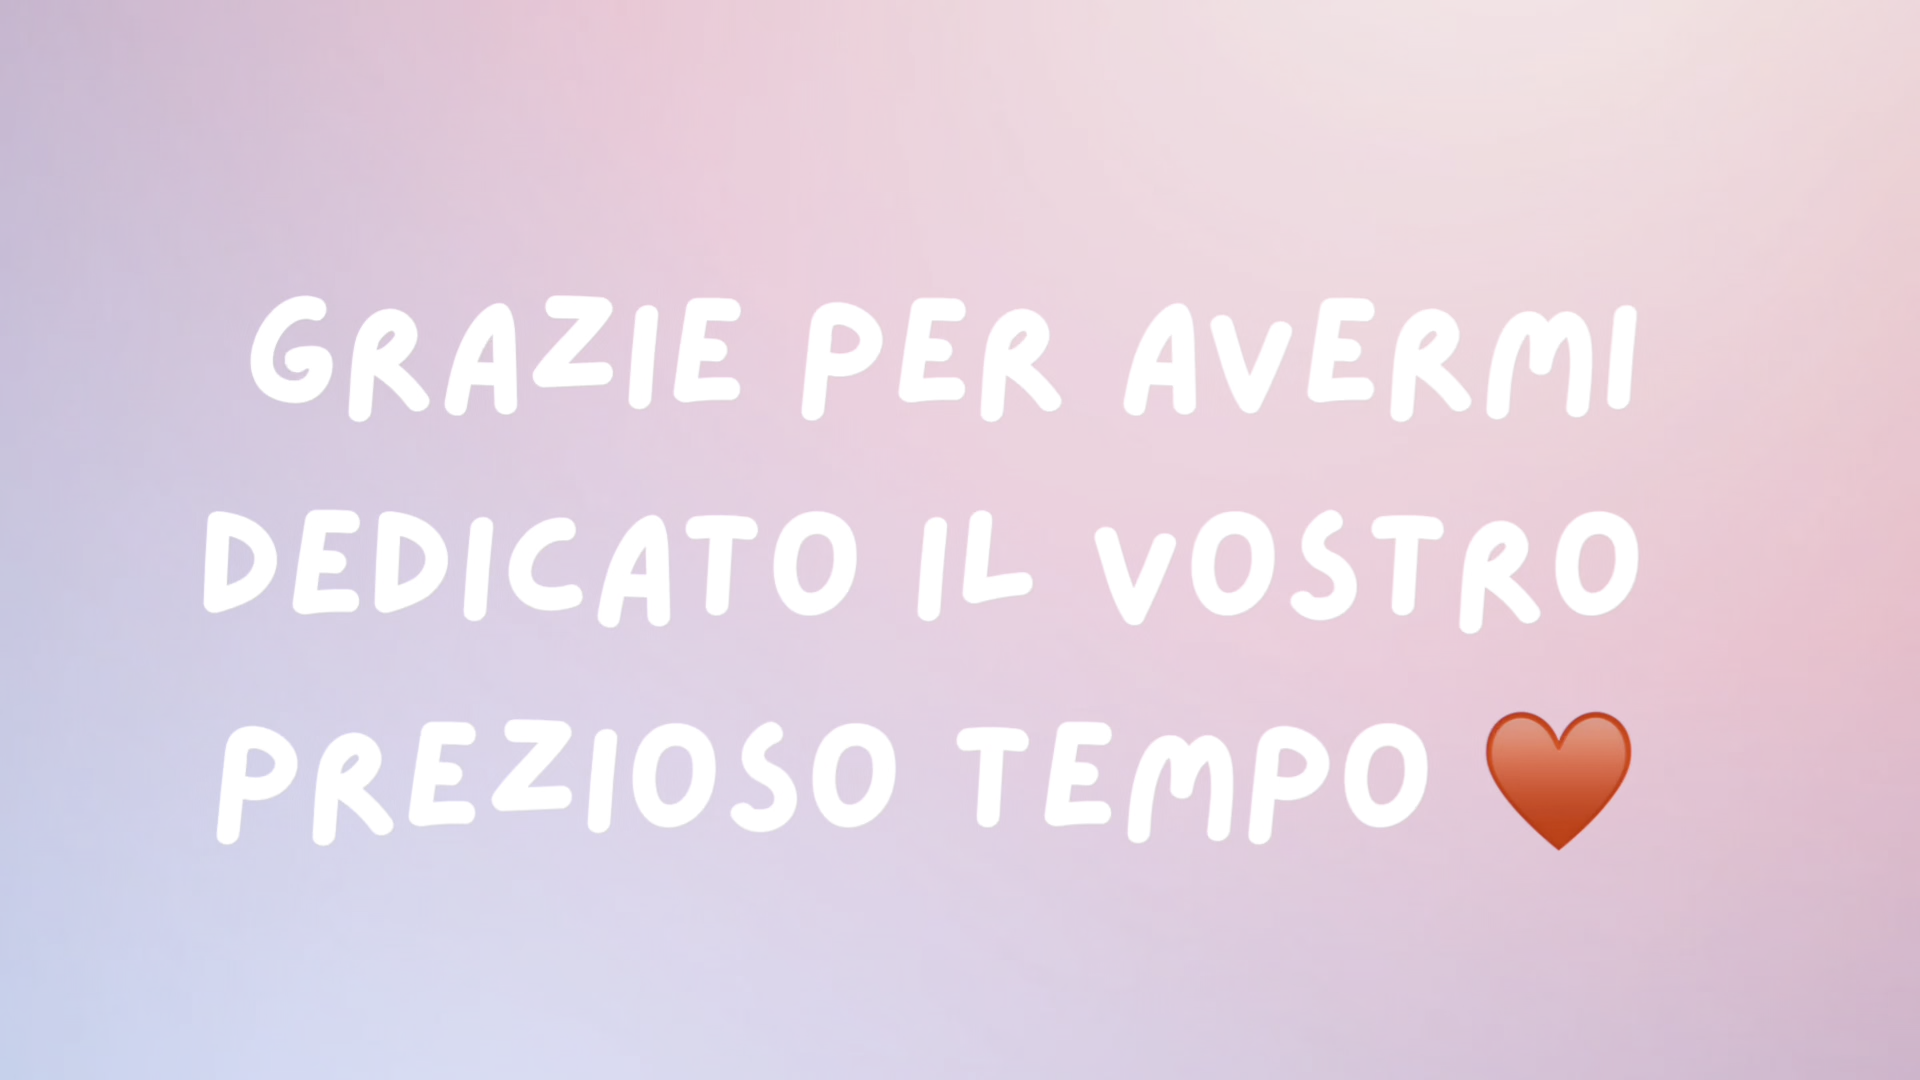 GRAZIE PER AVERMI
DEDICATO IL VOSTRO
PREZIOSO TEMPO ♥️